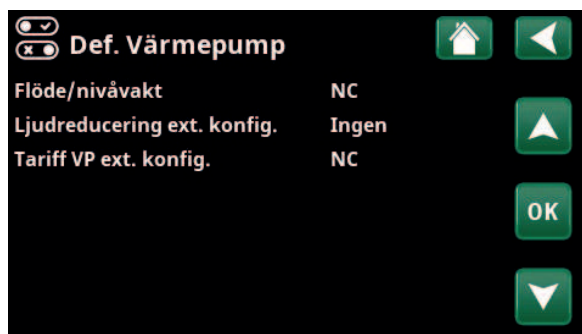 Def. Värmepump
Flöde/nivåvakt NC
Ljudreducering ext. konfig. Ingen
Tariff VP ext. konfig. NC
OK